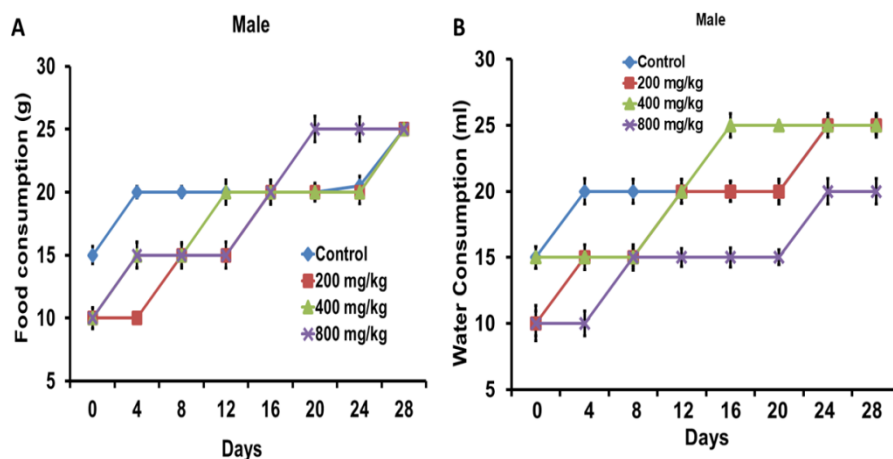 A
Male
Food consumption (g)
30
25
20
15
10
5
Control
200 mg/kg
400 mg/kg
800 mg/kg
0 4 8 12 16 20 24 28
Days
B
Male
Water Consumption (ml)
30
25
20
15
10
5
Control
200 mg/kg
400 mg/kg
800 mg/kg
0 4 8 12 16 20 24 28
Days